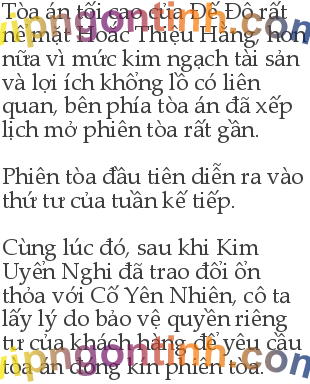 Tòa án tối cao của Đế Đô rất
nể mặt Hoắc Thiệu Hằng, hơn
nữa vì mức kim ngạch tài sản
và lợi ích khổng lồ có liên
quan, bên phía tòa án đã xếp
lịch mở phiên tòa rất gần.

Phiên tòa đầu tiên diễn ra vào
thứ tư của tuần kế tiếp.

Cùng lúc đó, sau khi Kim
Uyển Nghi đã trao đổi ổn
thỏa với Cố Yên Nhiên, cô ta
lấy lý do bảo vệ quyền riêng
tư của khách hàng để yêu cầu
tòa án đóng kín phiên tòa.
vipngontinh.com